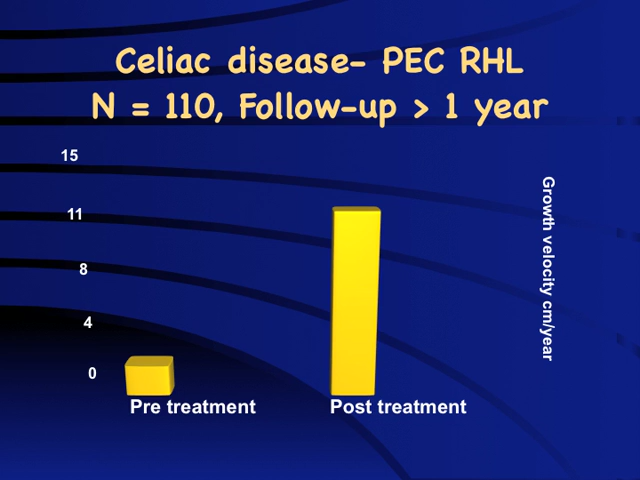 Celiac disease- PEC RHL
N = 110, Follow-up > 1 year
15
11
8
4
0
Pre treatment
Post treatment
Growth velocity cm/year